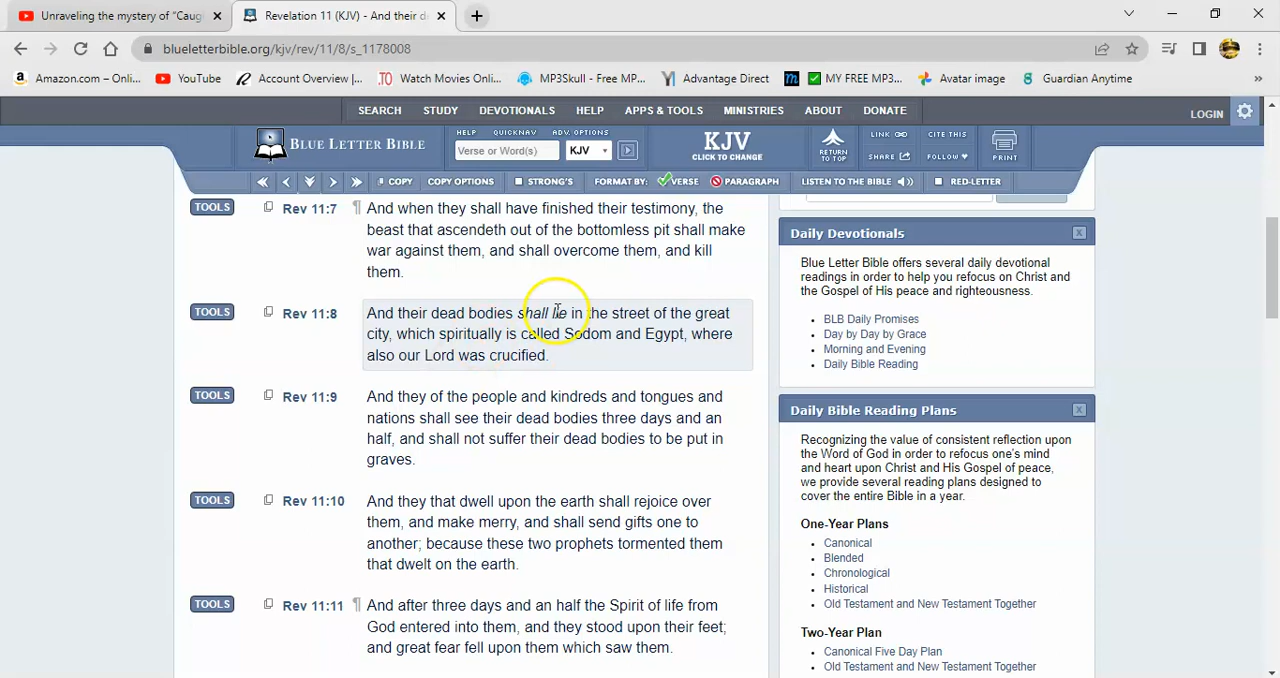 Unraveling the mystery of “Caug
Revelation 11 (KJV) - And their d
blueletterbible.org/kjv/rev/11/8/s_1178008
Amazon.com – Onli...
YouTube
Account Overview |...
Watch Movies Onli...
MP3Skull - Free MP...
Advantage Direct
MY FREE MP3...
Avatar image
Guardian Anytime
SEARCH
STUDY
DEVOTIONALS
HELP
APPS & TOOLS
MINISTRIES
ABOUT
DONATE
LOGIN
BLUE LETTER BIBLE
HELP QUICKNAV ADV. OPTIONS
Verse or Word(s)
KJV
KJV
CLICK TO CHANGE
RETURN
TO TOP
LINK
CITE THIS
SHARE
FOLLOW
PRINT
COPY
COPY OPTIONS
STRONG'S
FORMAT BY:
VERSE
PARAGRAPH
LISTEN TO THE BIBLE
RED-LETTER
TOOLS
Rev 11:7
¶ And when they shall have finished their testimony, the
beast that ascendeth out of the bottomless pit shall make
war against them, and shall overcome them, and kill
them.
TOOLS
Rev 11:8
And their dead bodies shall lie in the street of the great
city, which spiritually is called Sodom and Egypt, where
also our Lord was crucified.
TOOLS
Rev 11:9
And they of the people and kindreds and tongues and
nations shall see their dead bodies three days and an
half, and shall not suffer their dead bodies to be put in
graves.
TOOLS
Rev 11:10
And they that dwell upon the earth shall rejoice over
them, and make merry, and shall send gifts one to
another; because these two prophets tormented them
that dwelt on the earth.
TOOLS
Rev 11:11
¶ And after three days and an half the Spirit of life from
God entered into them, and they stood upon their feet;
and great fear fell upon them which saw them.
Daily Devotionals
Blue Letter Bible offers several daily devotional
readings in order to help you refocus on Christ and
the Gospel of His peace and righteousness.
BLB Daily Promises
Day by Day by Grace
Morning and Evening
Daily Bible Reading
Daily Bible Reading Plans
Recognizing the value of consistent reflection upon
the Word of God in order to refocus one's mind
and heart upon Christ and His Gospel of peace,
we provide several reading plans designed to
cover the entire Bible in a year.
One-Year Plans
Canonical
Blended
Chronological
Historical
Old Testament and New Testament Together
Two-Year Plan
Canonical Five Day Plan
Old Testament and New Testament Together